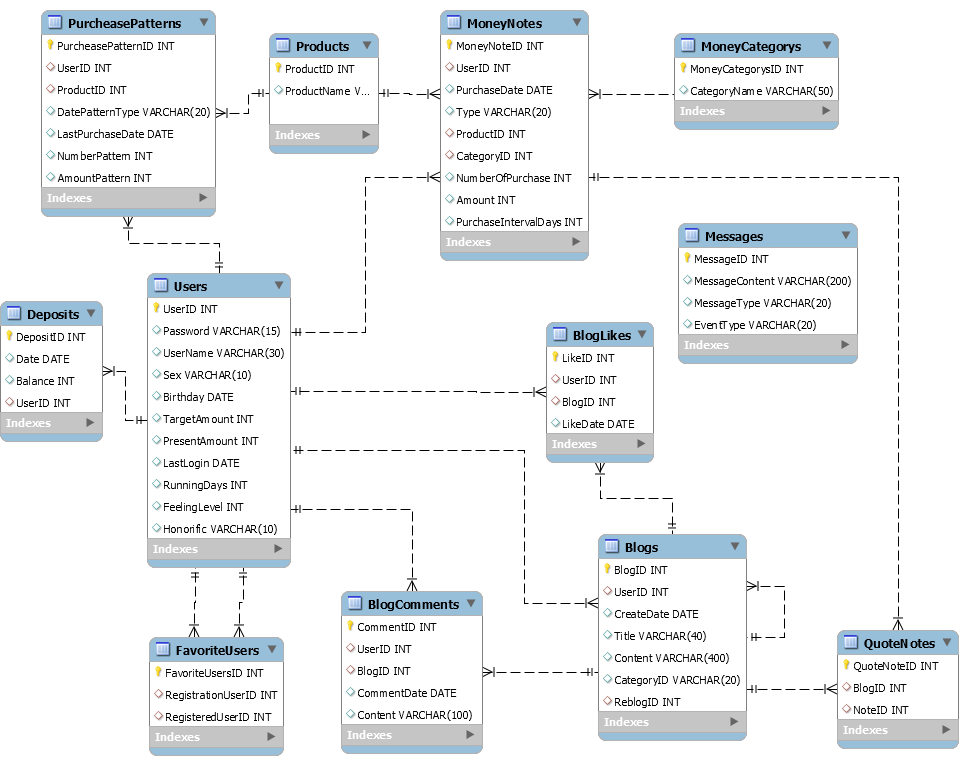 PurcheasePatterns
PurcheasePatternID INT
UserID INT
ProductID INT
DatePatternType VARCHAR(20)
LastPurchaseDate DATE
NumberPattern INT
AmountPattern INT
Indexes
Products
ProductID INT
ProductName V...
Indexes
MoneyNotes
MoneyNoteID INT
UserID INT
PurchaseDate DATE
Type VARCHAR(20)
ProductID INT
CategoryID INT
NumberOfPurchase INT
Amount INT
PurchaseIntervalDays INT
Indexes
MoneyCategorys
MoneyCategorysID INT
CategoryName VARCHAR(50)
Indexes
Messages
MessageID INT
MessageContent VARCHAR(200)
MessageType VARCHAR(20)
EventType VARCHAR(20)
Indexes
Deposits
DepositID INT
Date DATE
Balance INT
UserID INT
Indexes
Users
UserID INT
Password VARCHAR(15)
UserName VARCHAR(30)
Sex VARCHAR(10)
Birthday DATE
TargetAmount INT
PresentAmount INT
LastLogin DATE
RunningDays INT
FeelingLevel INT
Honorific VARCHAR(10)
Indexes
BlogLikes
LikeID INT
UserID INT
BlogID INT
LikeDate DATE
Indexes
FavoriteUsers
FavoriteUsersID INT
RegistrationUserID INT
RegisteredUserID INT
Indexes
BlogComments
CommentID INT
UserID INT
BlogID INT
CommentDate DATE
Content VARCHAR(100)
Indexes
Blogs
BlogID INT
UserID INT
CreateDate DATE
Title VARCHAR(40)
Content VARCHAR(400)
CategoryID VARCHAR(20)
ReblogID INT
Indexes
QuoteNotes
QuoteNoteID INT
BlogID INT
NoteID INT
Indexes